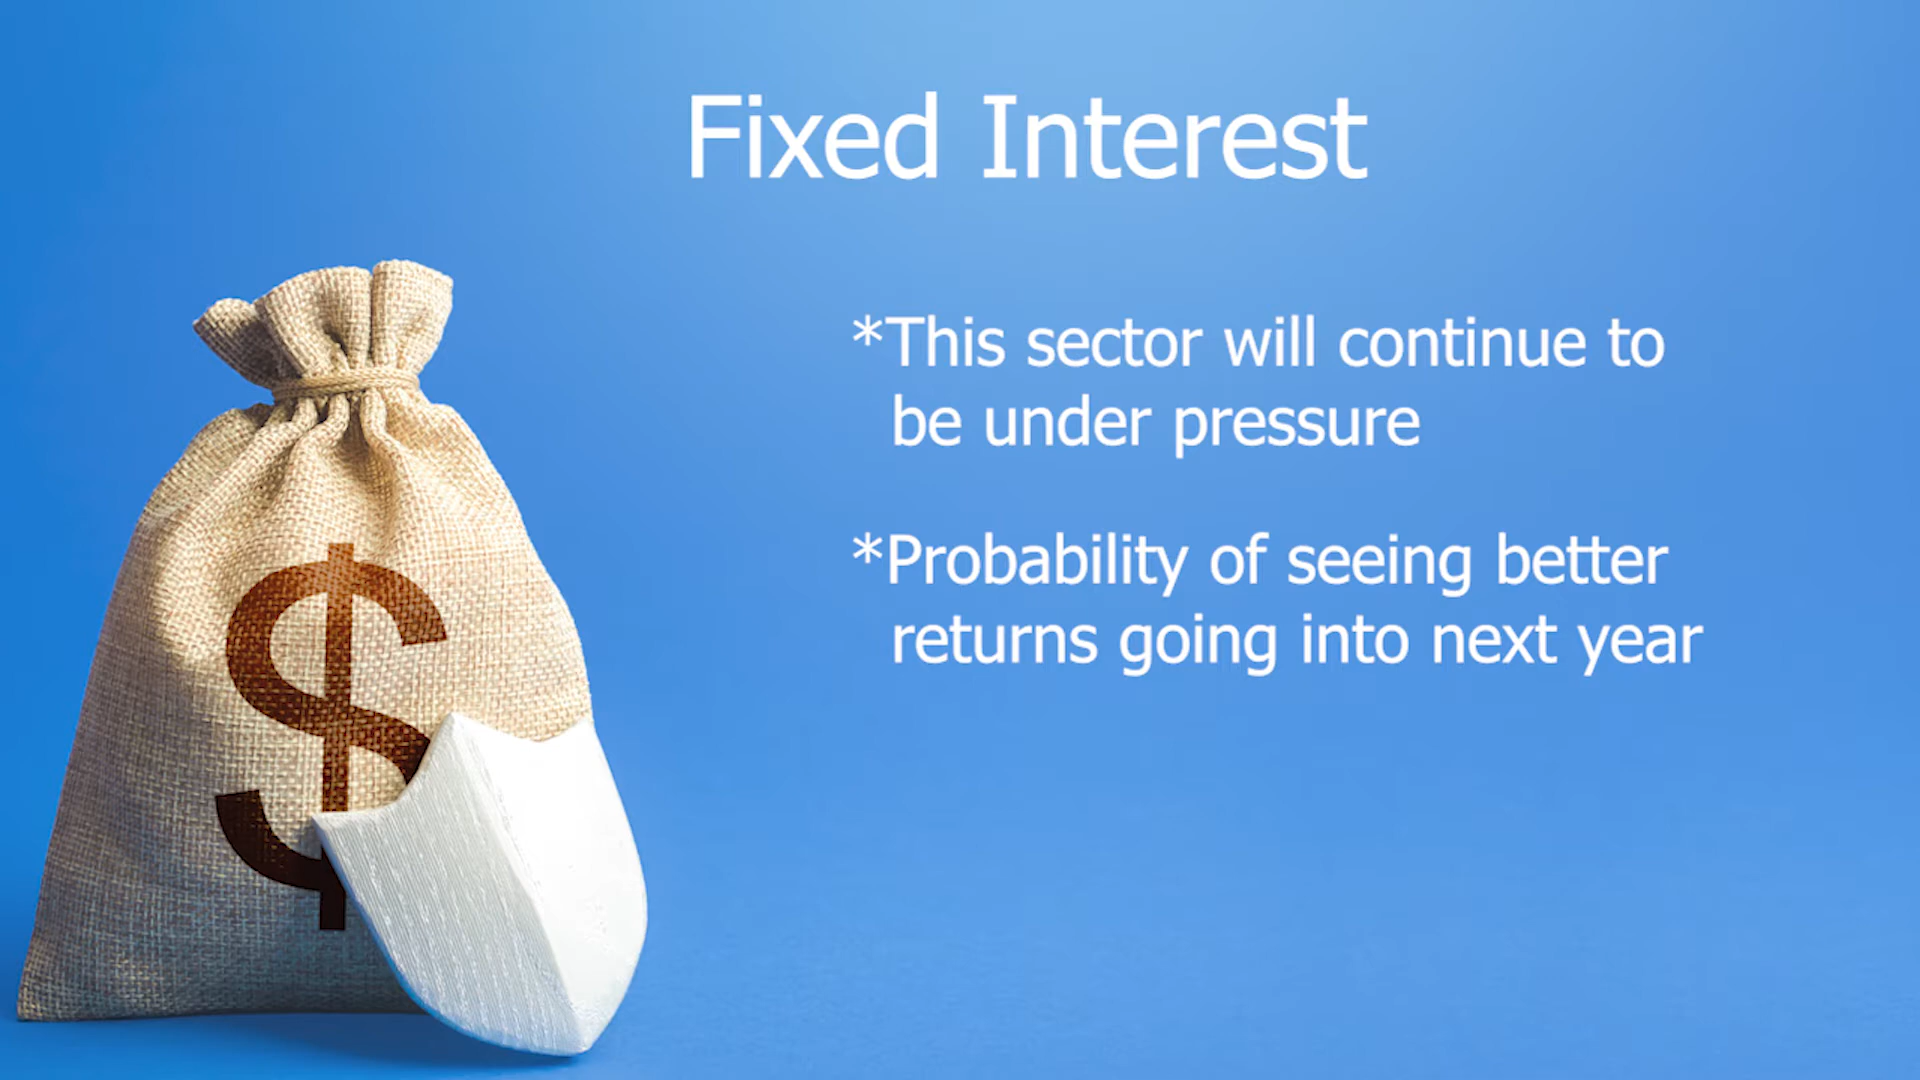 Fixed Interest
*This sector will continue to
be under pressure
*Probability of seeing better
returns going into next year
$